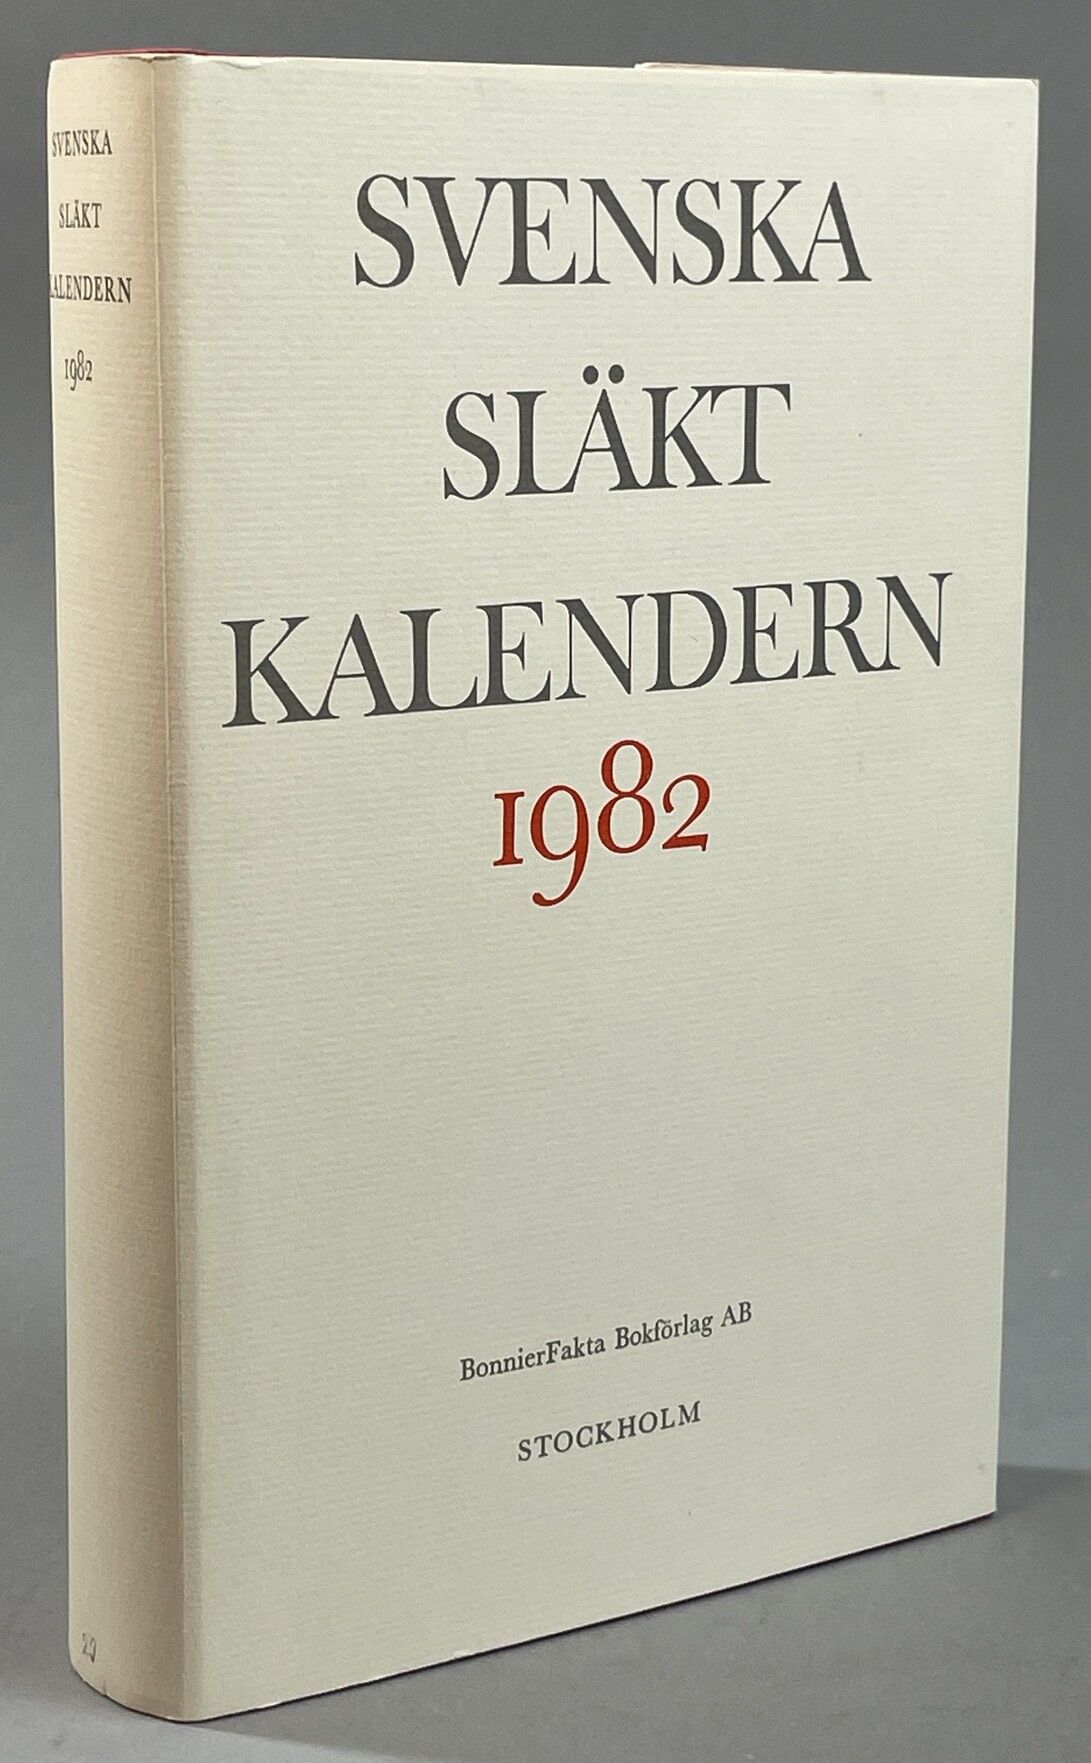 SVENSKA
SLÄKT
KALENDERN
1982
SVENSKA
SLÄKT
KALENDERN
1982
BonnierFakta Bokförlag AB
STOCKHOLM